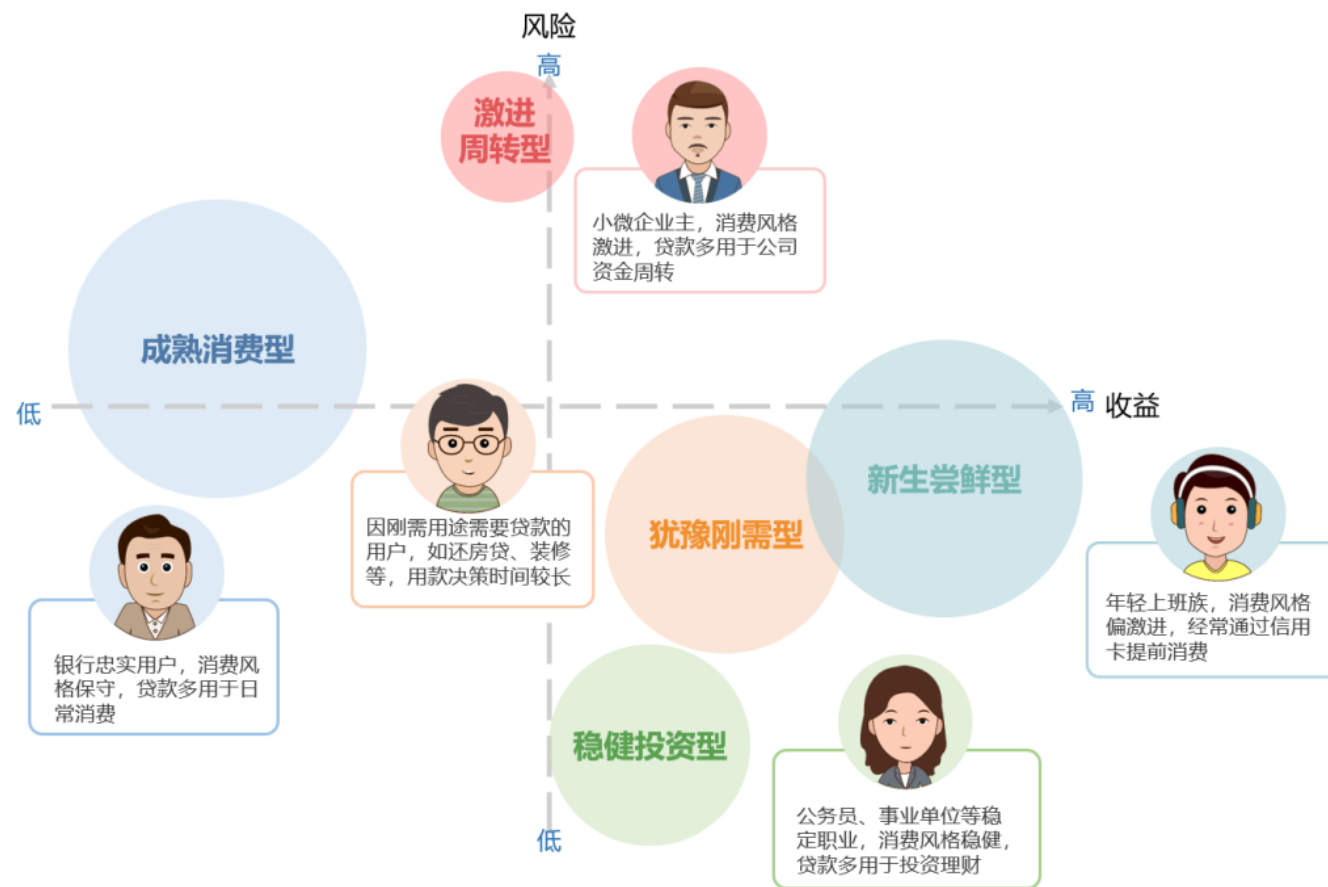 风险
高
激进
周转型
小微企业主，消费风格
激进，贷款多用于公司
资金周转
成熟消费型
低
高
收益
新生尝鲜型
犹豫刚需型
因刚需用途需要贷款的
用户，如还房贷、装修
等，用款决策时间较长
银行忠实用户，消费风
格保守，贷款多用于日
常消费
年轻上班族，消费风格
偏激进，经常通过信用
卡提前消费
稳健投资型
公务员、事业单位等稳
定职业，消费风格稳健，
贷款多用于投资理财
低